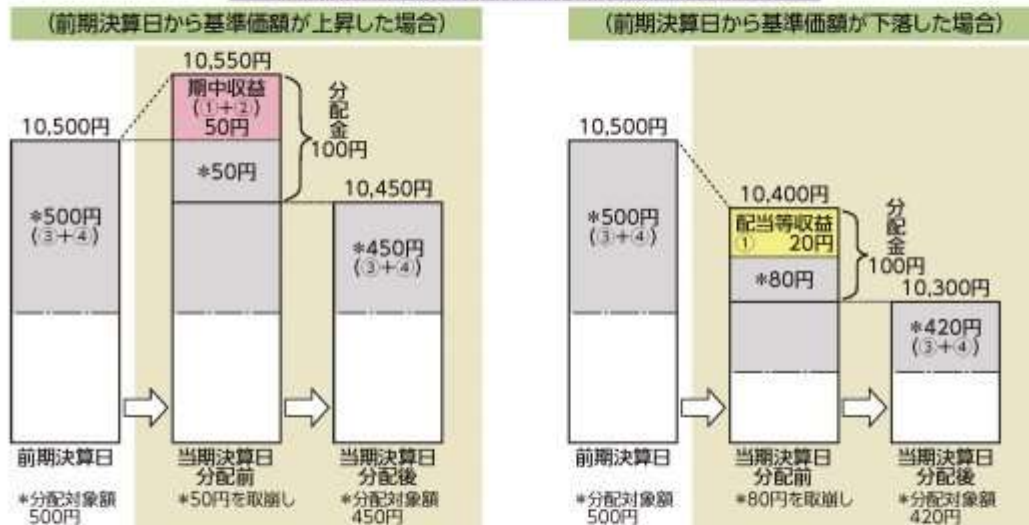 (前期決算日から基準価額が上昇した場合)
10,550円
期中収益
(①+②)
50円
分配金
100円
10,500円
*50円
10,450円
*500円
(③+④)
*450円
(③+④)
前期決算日
当期決算日
分配前
当期決算日
分配後
*分配対象額
500円
*50円を取崩し
*分配対象額
450円
(前期決算日から基準価額が下落した場合)
10,500円
10,400円
*500円
(③+④)
配当等収益
① 20円
分配金
100円
*80円
10,300円
*420円
(③+④)
前期決算日
当期決算日
分配前
当期決算日
分配後
*分配対象額
500円
*80円を取崩し
*分配対象額
420円